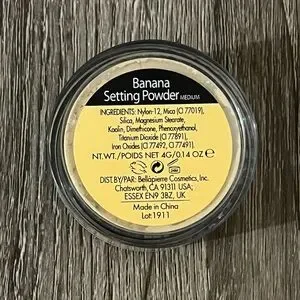 Banana
Setting Powder MEDIUM
INGREDIENTS: Nylon-12, Mica (CI 77019),
Silica, Magnesium Stearate,
Kaolin, Dimethicone, Phenoxyethanol,
Titanium Dioxide (CI 77891),
Iron Oxides (CI 77492, CI 77491).
NT.WT./POIDS NET 4G/0.14 OZ ℮
DIST.BY/PAR: Bellápierre Cosmetics, Inc.
Chatsworth, CA 91311 USA;
ESSEX EN9 3BZ, UK
Made in China
Lot:1911